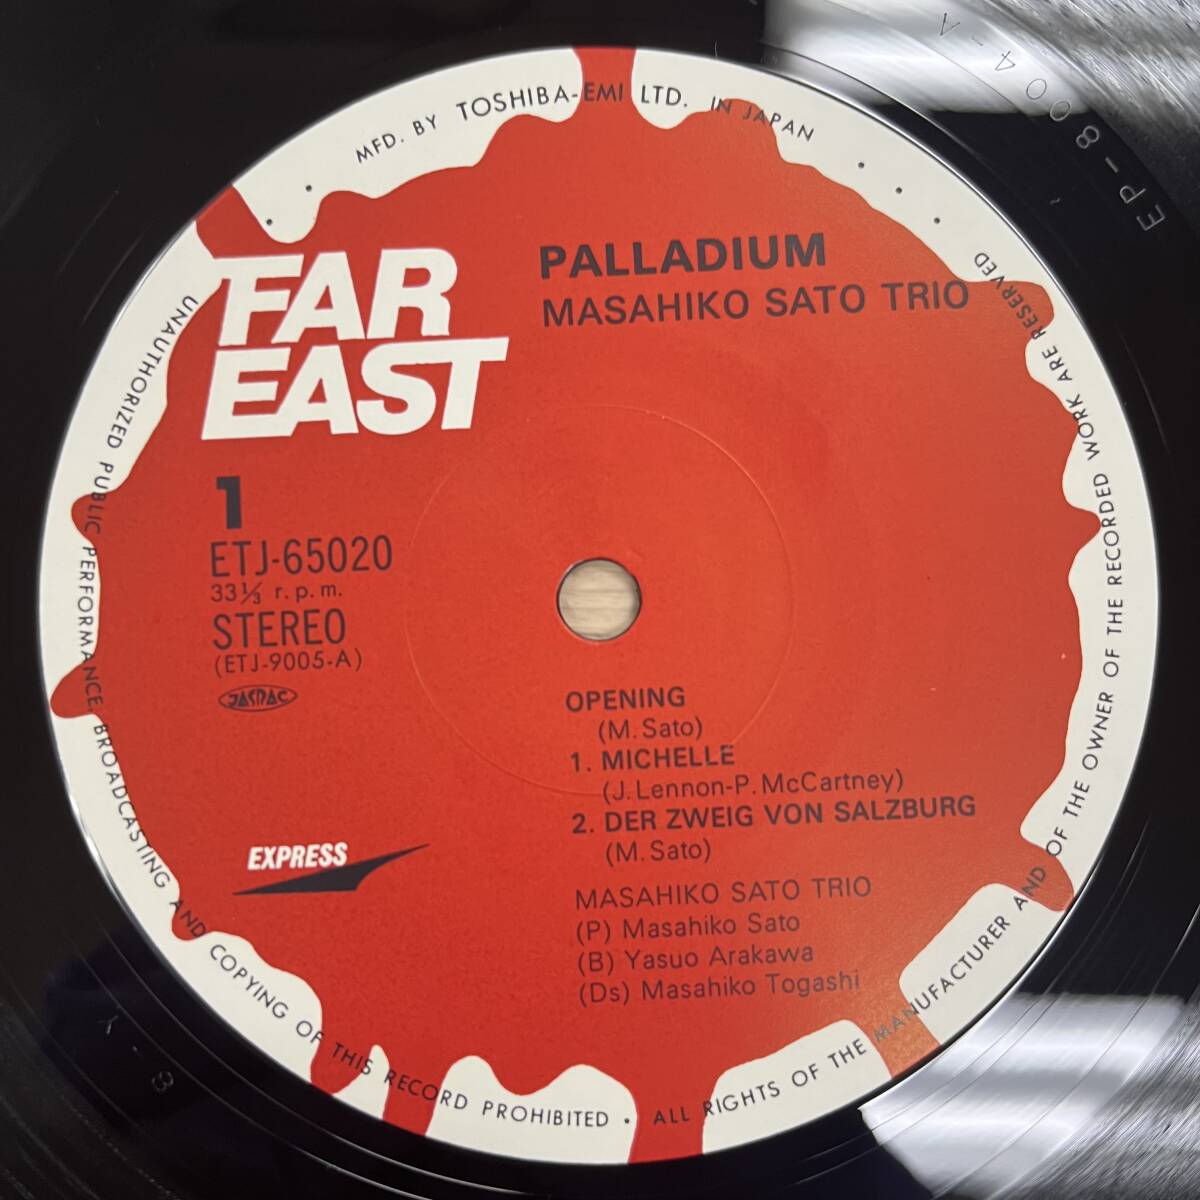 MFD. BY TOSHIBA-EMI LTD. IN JAPAN
EP-8004-A
FAR
EAST
PALLADIUM
MASAHIKO SATO TRIO
1
ETJ-65020
33⅓ r.p.m.
STEREO
(ETJ-9005-A)
JASRAC
OPENING
(M. Sato)
1. MICHELLE
(J. Lennon-P. McCartney)
2. DER ZWEIG VON SALZBURG
(M. Sato)
EXPRESS
MASAHIKO SATO TRIO
(P) Masahiko Sato
(B) Yasuo Arakawa
(Ds) Masahiko Togashi
UNAUTHORIZED PUBLIC PERFORMANCE, BROADCASTING AND COPYING OF THIS RECORD PROHIBITED • ALL RIGHTS OF THE MANUFACTURER AND OF THE OWNER OF THE RECORDED WORK ARE RESERVED